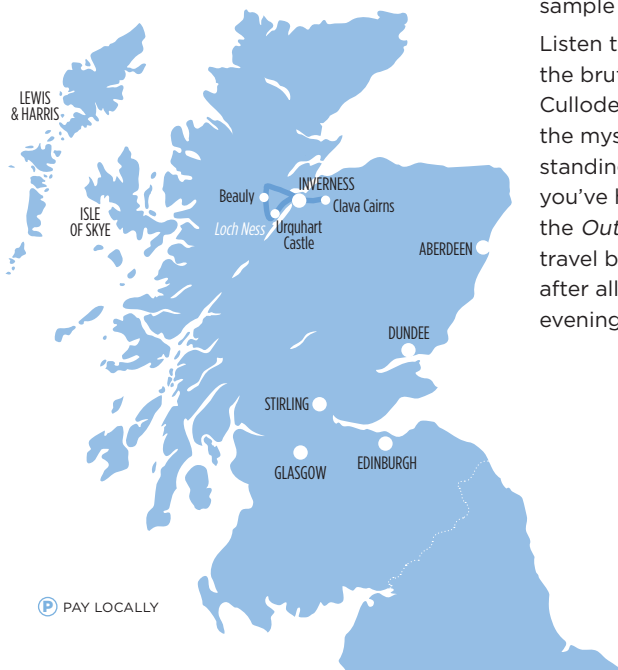 LEWIS
& HARRIS
ISLE
OF SKYE
Beauly
INVERNESS
Clava Cairns
Loch Ness
Urquhart
Castle
ABERDEEN
DUNDEE
STIRLING
GLASGOW
EDINBURGH
P PAY LOCALLY
sample
Listen t
the brut
Cullode
the mys
standin
you've h
the Out
travel b
after all
evening